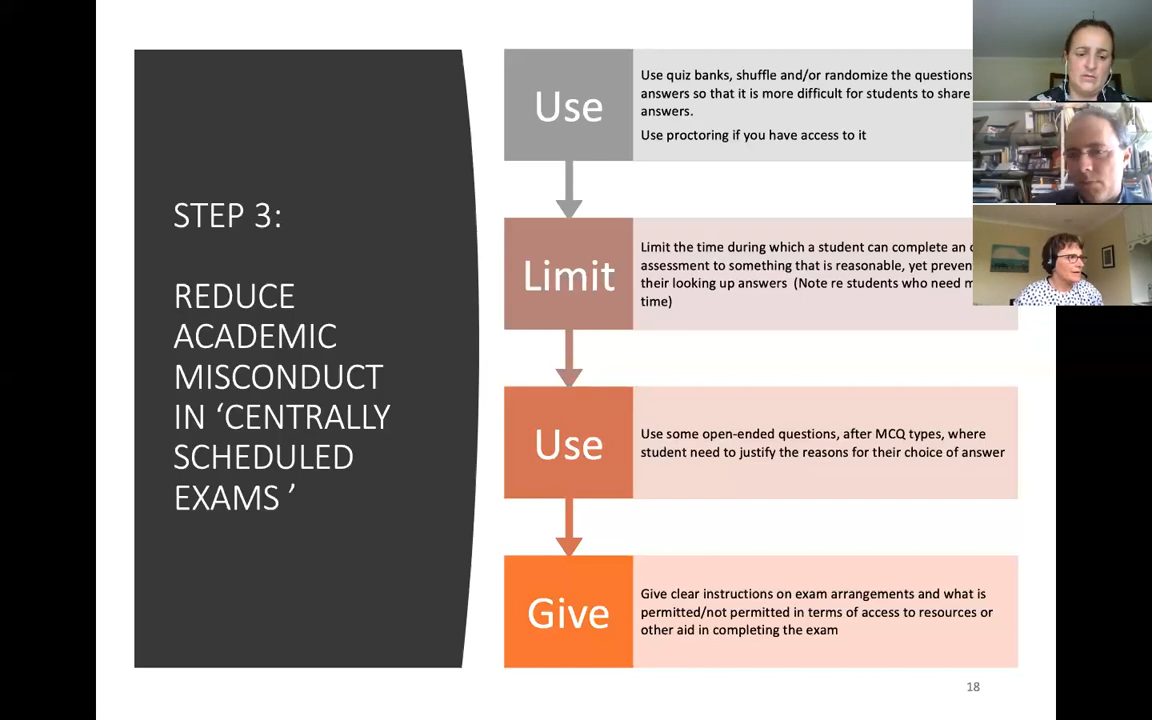 STEP 3:
REDUCE
ACADEMIC
MISCONDUCT
IN ‘CENTRALLY
SCHEDULED
EXAMS ’
Use
Use quiz banks, shuffle and/or randomize the questions
answers so that it is more difficult for students to share
answers.
Use proctoring if you have access to it
Limit
Limit the time during which a student can complete an
assessment to something that is reasonable, yet
their looking up answers (Note re students who need
time)
Use
Use some open-ended questions, after MCQ types, where
student need to justify the reasons for their choice of answer
Give
Give clear instructions on exam arrangements and what is
permitted/not permitted in terms of access to resources or
other aid in completing the exam
18